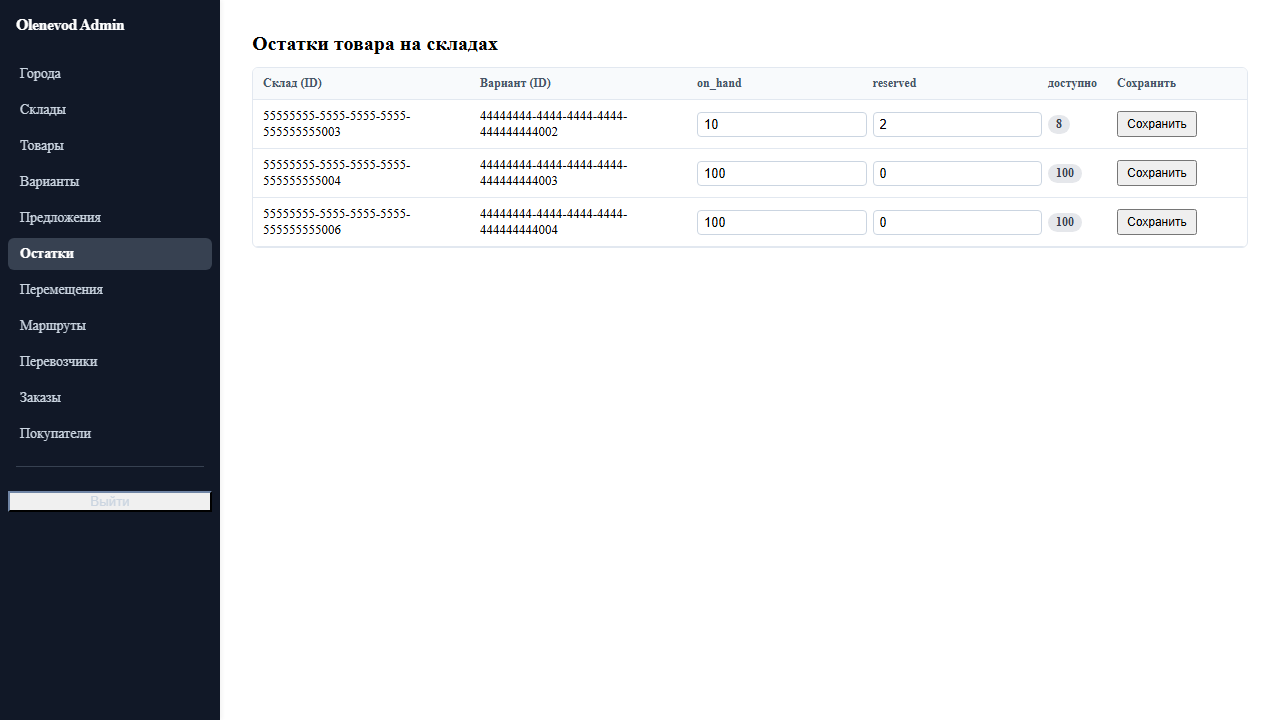 Olenevod Admin
Города
Склады
Товары
Варианты
Предложения
Остатки
Перемещения
Маршруты
Перевозчики
Заказы
Покупатели
Выйти
Остатки товара на складах
Склад (ID) Вариант (ID) on_hand reserved доступно Сохранить
55555555-5555-5555-5555-555555555003 44444444-4444-4444-4444-444444444002 10 2 8 Сохранить
55555555-5555-5555-5555-555555555004 44444444-4444-4444-4444-444444444003 100 0 100 Сохранить
55555555-5555-5555-5555-555555555006 44444444-4444-4444-4444-444444444004 100 0 100 Сохранить